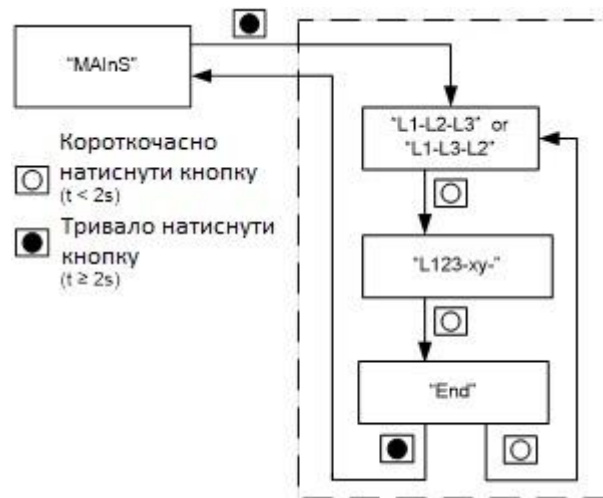 "MAInS"
"L1-L2-L3" or
"L1-L3-L2"
Короткочасно
натиснути кнопку
(t < 2s)
Тривало натиснути
кнопку
(t ≥ 2s)
"L123-xy-"
"End"